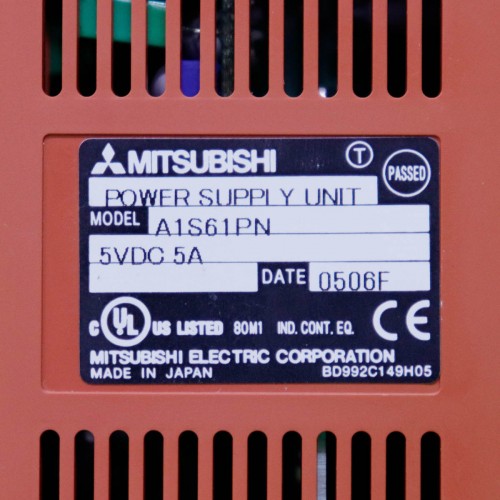 MITSUBISHI T PASSED
POWER SUPPLY UNIT
MODEL A1S61PN
5VDC 5A
DATE 0506F
c UL US LISTED 80M1 IND. CONT. EQ. CE
MITSUBISHI ELECTRIC CORPORATION
MADE IN JAPAN BD992C149H05